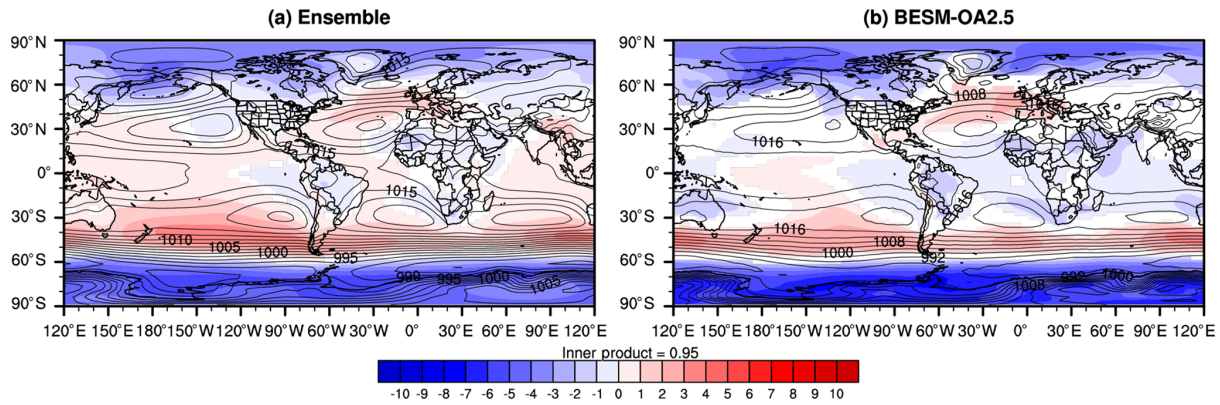 (a) Ensemble
(b) BESM-OA2.5
90°N
60°N
30°N
0°
30°S
60°S
90°S
1015
1015
1015
1010
1005
1000
995
990
995
1000
1005
120°E 150°E 180°W 150°W 120°W 90°W 60°W 30°W 0° 30°E 60°E 90°E 120°E
90°N
60°N
30°N
0°
30°S
60°S
90°S
1008
1016
1016
1016
1008
1000
992
992
1000
1008
120°E 150°E 180°W 150°W 120°W 90°W 60°W 30°W 0° 30°E 60°E 90°E 120°E
Inner product = 0.95
-10 -9 -8 -7 -6 -5 -4 -3 -2 -1 0 1 2 3 4 5 6 7 8 9 10